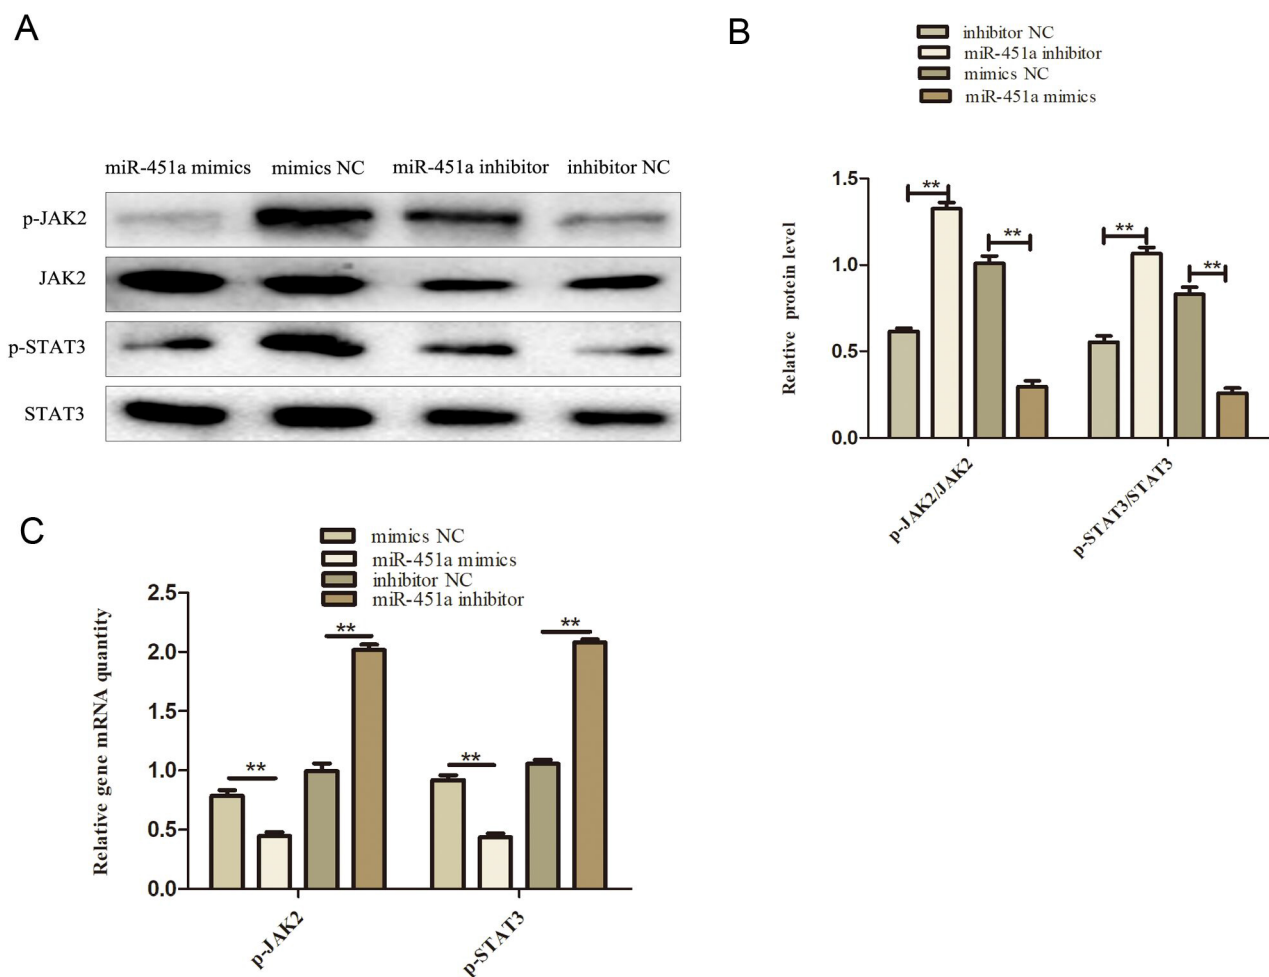 A
miR-451a mimics mimics NC miR-451a inhibitor inhibitor NC
p-JAK2
JAK2
p-STAT3
STAT3
B
inhibitor NC
miR-451a inhibitor
mimics NC
miR-451a mimics
Relative protein level
1.5
1.0
0.5
0.0
** ** ** **
p-JAK2/JAK2 p-STAT3/STAT3
C
mimics NC
miR-451a mimics
inhibitor NC
miR-451a inhibitor
Relative gene mRNA quantity
2.5
2.0
1.5
1.0
0.5
0.0
** ** ** **
p-JAK2 p-STAT3